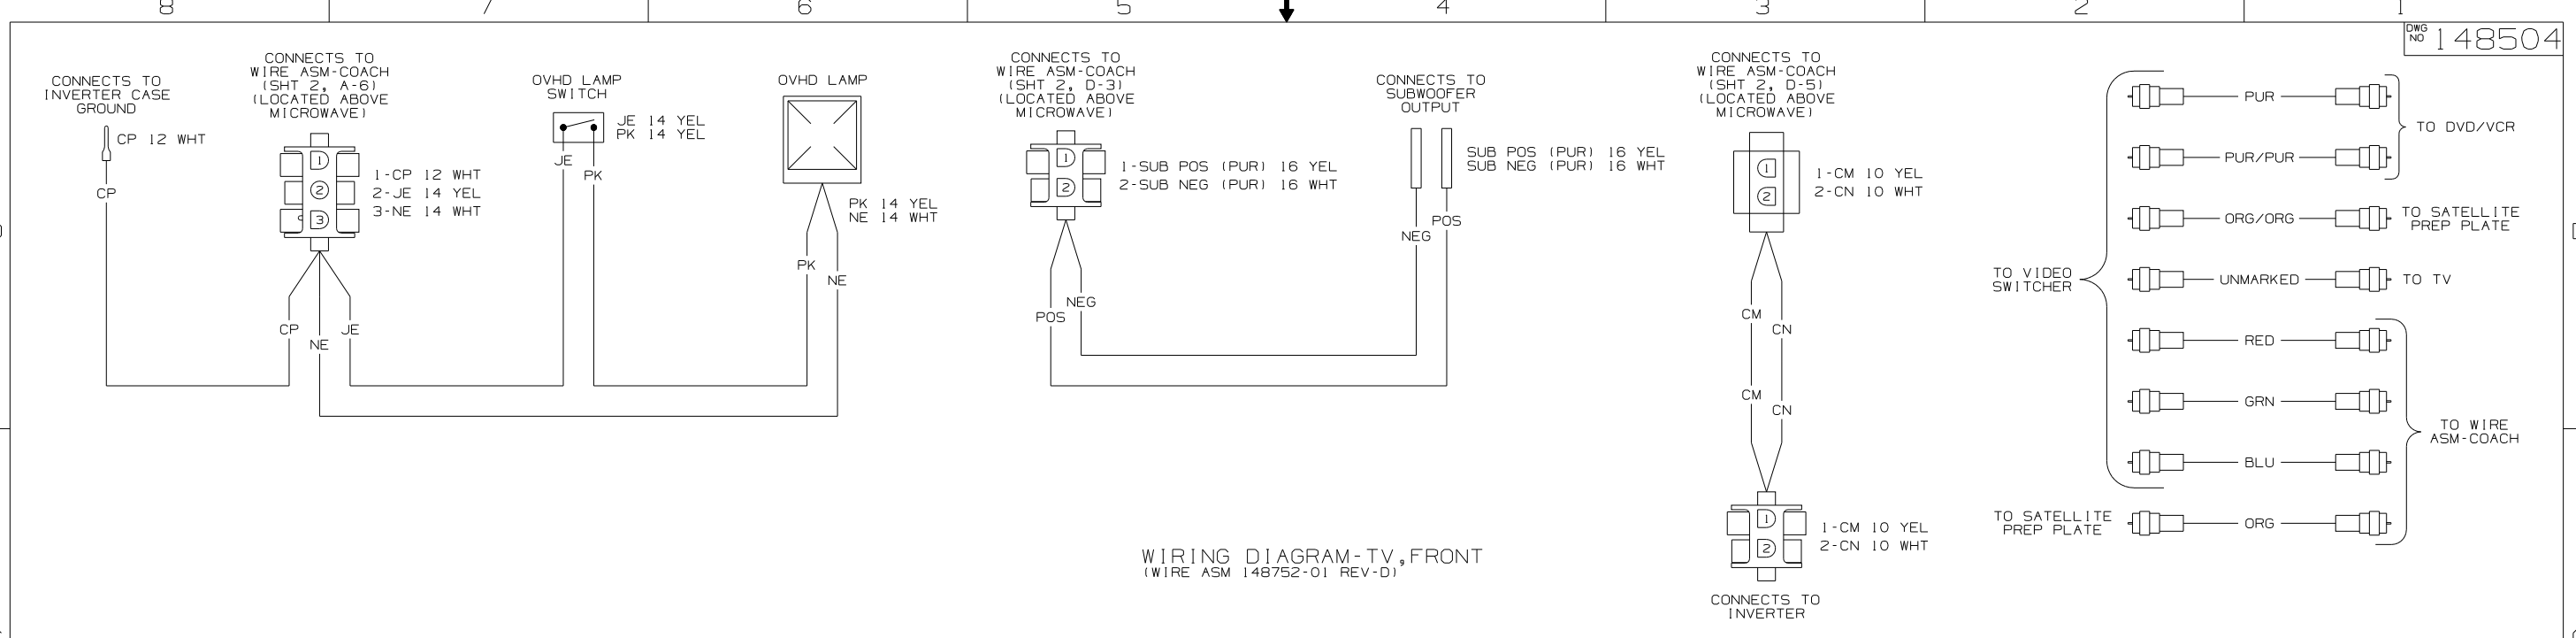 8 7 6 5 4 3 2 1
DWG
NO 148504
CONNECTS TO
INVERTER CASE
GROUND
CP 12 WHT
CP
CONNECTS TO
WIRE ASM-COACH
(SHT 2, A-6)
(LOCATED ABOVE
MICROWAVE)
1
2
3
1-CP 12 WHT
2-JE 14 YEL
3-NE 14 WHT
CP
NE
JE
OVHD LAMP
SWITCH
JE 14 YEL
PK 14 YEL
JE
PK
OVHD LAMP
PK 14 YEL
NE 14 WHT
PK
NE
CONNECTS TO
WIRE ASM-COACH
(SHT 2, D-3)
(LOCATED ABOVE
MICROWAVE)
1
2
1-SUB POS (PUR) 16 YEL
2-SUB NEG (PUR) 16 WHT
POS
NEG
CONNECTS TO
SUBWOOFER
OUTPUT
SUB POS (PUR) 16 YEL
SUB NEG (PUR) 16 WHT
NEG
POS
CONNECTS TO
WIRE ASM-COACH
(SHT 2, D-5)
(LOCATED ABOVE
MICROWAVE)
1
2
1-CM 10 YEL
2-CN 10 WHT
CM
CN
CM
CN
1
2
1-CM 10 YEL
2-CN 10 WHT
CONNECTS TO
INVERTER
TO VIDEO
SWITCHER
PUR
PUR/PUR
TO DVD/VCR
ORG/ORG
TO SATELLITE
PREP PLATE
UNMARKED
TO TV
RED
GRN
BLU
TO WIRE
ASM-COACH
TO SATELLITE
PREP PLATE
ORG
WIRING DIAGRAM-TV,FRONT
(WIRE ASM 148752-01 REV-D)